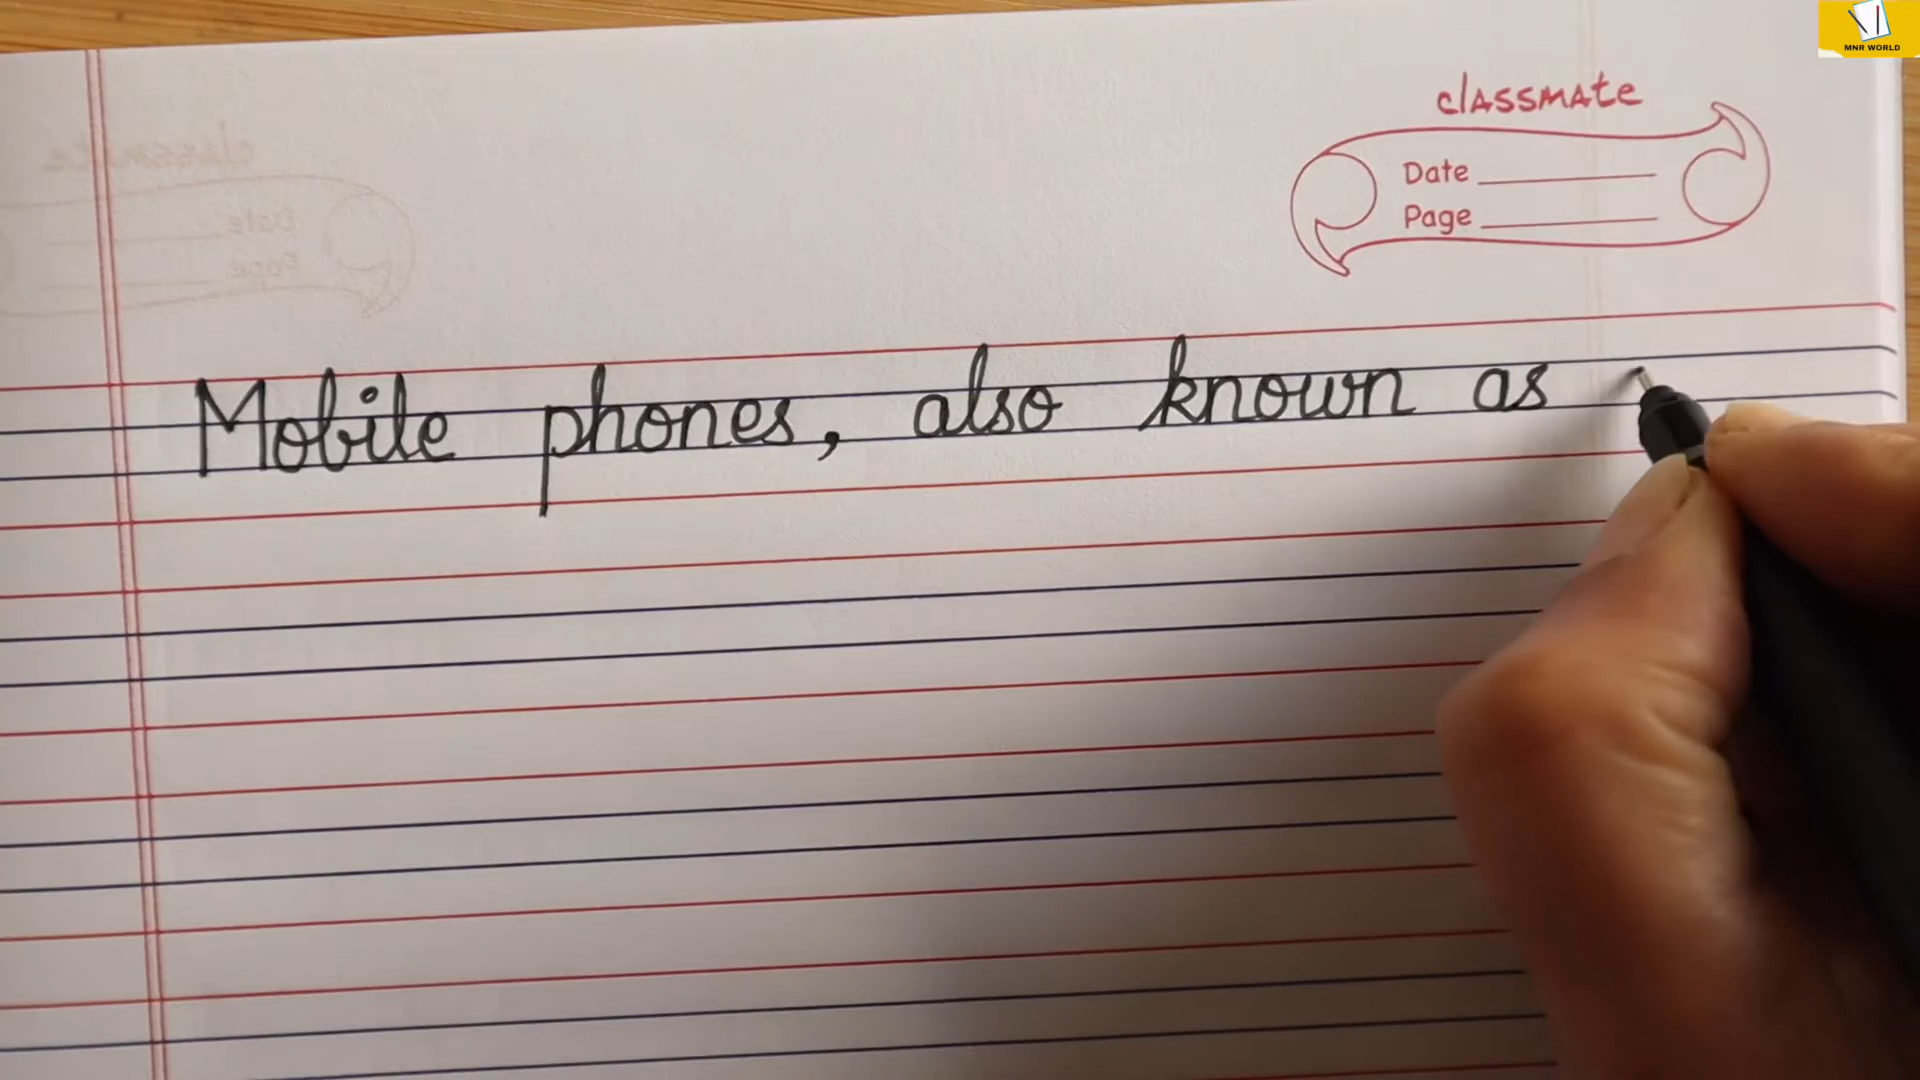 MNR WORLD
classmate
Date
Page
Mobile phones, also known as